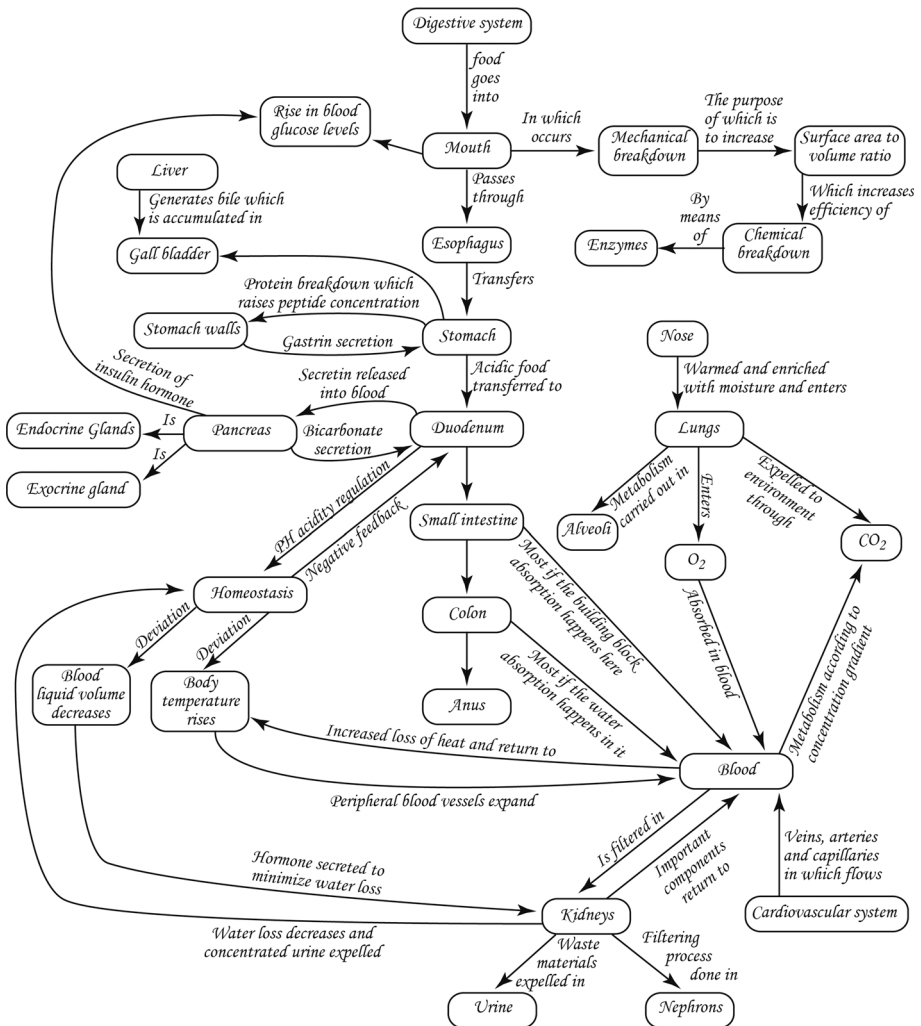 Digestive system
food
goes
into
Rise in blood
glucose levels
Mouth
In which
occurs
Mechanical
breakdown
The purpose
of which is
to increase
Surface area to
volume ratio
Liver
Generates bile which
is accumulated in
Gall bladder
Passes
through
Esophagus
Which increases
efficiency of
Chemical
breakdown
By
means
of
Enzymes
Transfers
Protein breakdown which
raises peptide concentration
Stomach walls
Stomach
Gastrin secretion
Nose
Warmed and enriched
with moisture and enters
Lungs
Secretion of
insulin hormone
Secretin released
into blood
Acidic food
transferred to
Endocrine Glands
Is
Pancreas
Bicarbonate
secretion
Duodenum
Is
Exocrine gland
Metabolism
carried out in
Enters
Expelled to
environment
through
Alveoli
O2
CO2
PH acidity regulation
Negative feedback
Small intestine
Most if the building block
absorption happens here
Absorbed in blood
Metabolism according to
concentration gradient
Homeostasis
Colon
Deviation
Deviation
Most if the water
absorption happens in it
Blood
liquid volume
decreases
Body
temperature
rises
Anus
Increased loss of heat and return to
Blood
Peripheral blood vessels expand
Is filtered in
Important
components
return to
Veins, arteries
and capillaries
in which flows
Hormone secreted to
minimize water loss
Kidneys
Cardiovascular system
Water loss decreases and
concentrated urine expelled
Waste
materials
expelled in
Filtering
process
done in
Urine
Nephrons